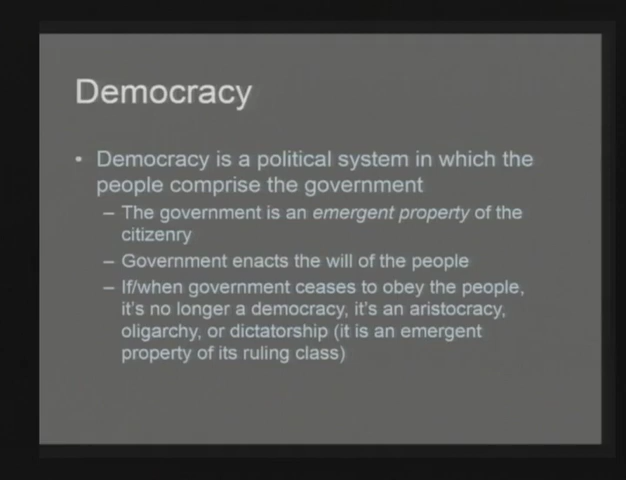 Democracy
• Democracy is a political system in which the
people comprise the government
– The government is an emergent property of the
citizenry
– Government enacts the will of the people
– If/when government ceases to obey the people,
it's no longer a democracy, it's an aristocracy,
oligarchy, or dictatorship (it is an emergent
property of its ruling class)